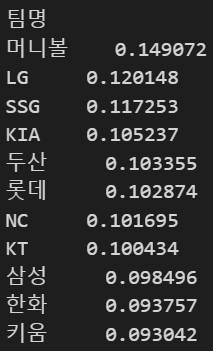 팀명
머니볼 0.149072
LG 0.120148
SSG 0.117253
KIA 0.105237
두산 0.103355
롯데 0.102874
NC 0.101695
KT 0.100434
삼성 0.098496
한화 0.093757
키움 0.093042